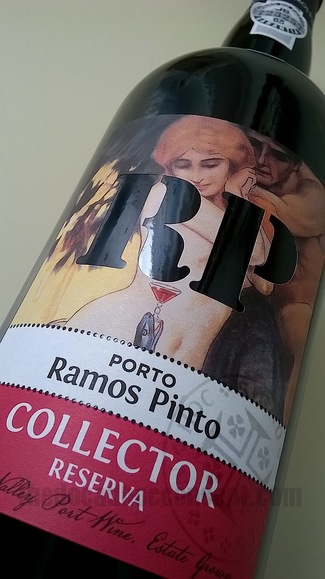 RP
PORTO
Ramos Pinto
COLLECTOR
RESERVA
Valley Port Wine, Estate Grown